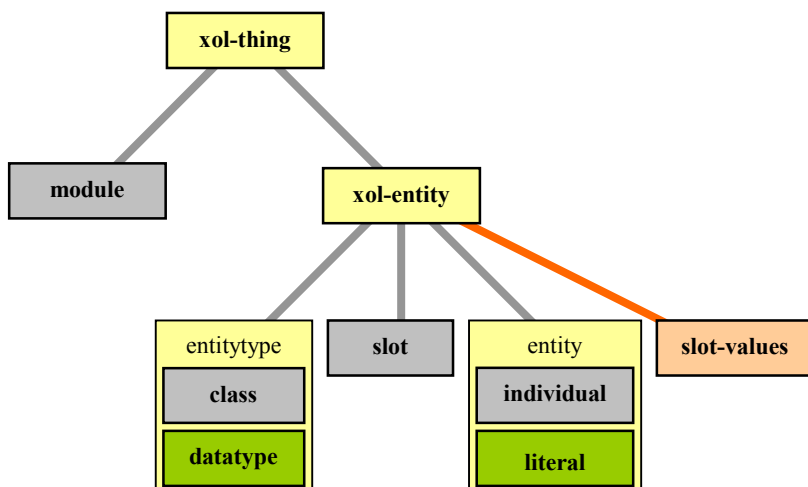 xol-thing
module
xol-entity
entitytype
slot
entity
slot-values
class
individual
datatype
literal